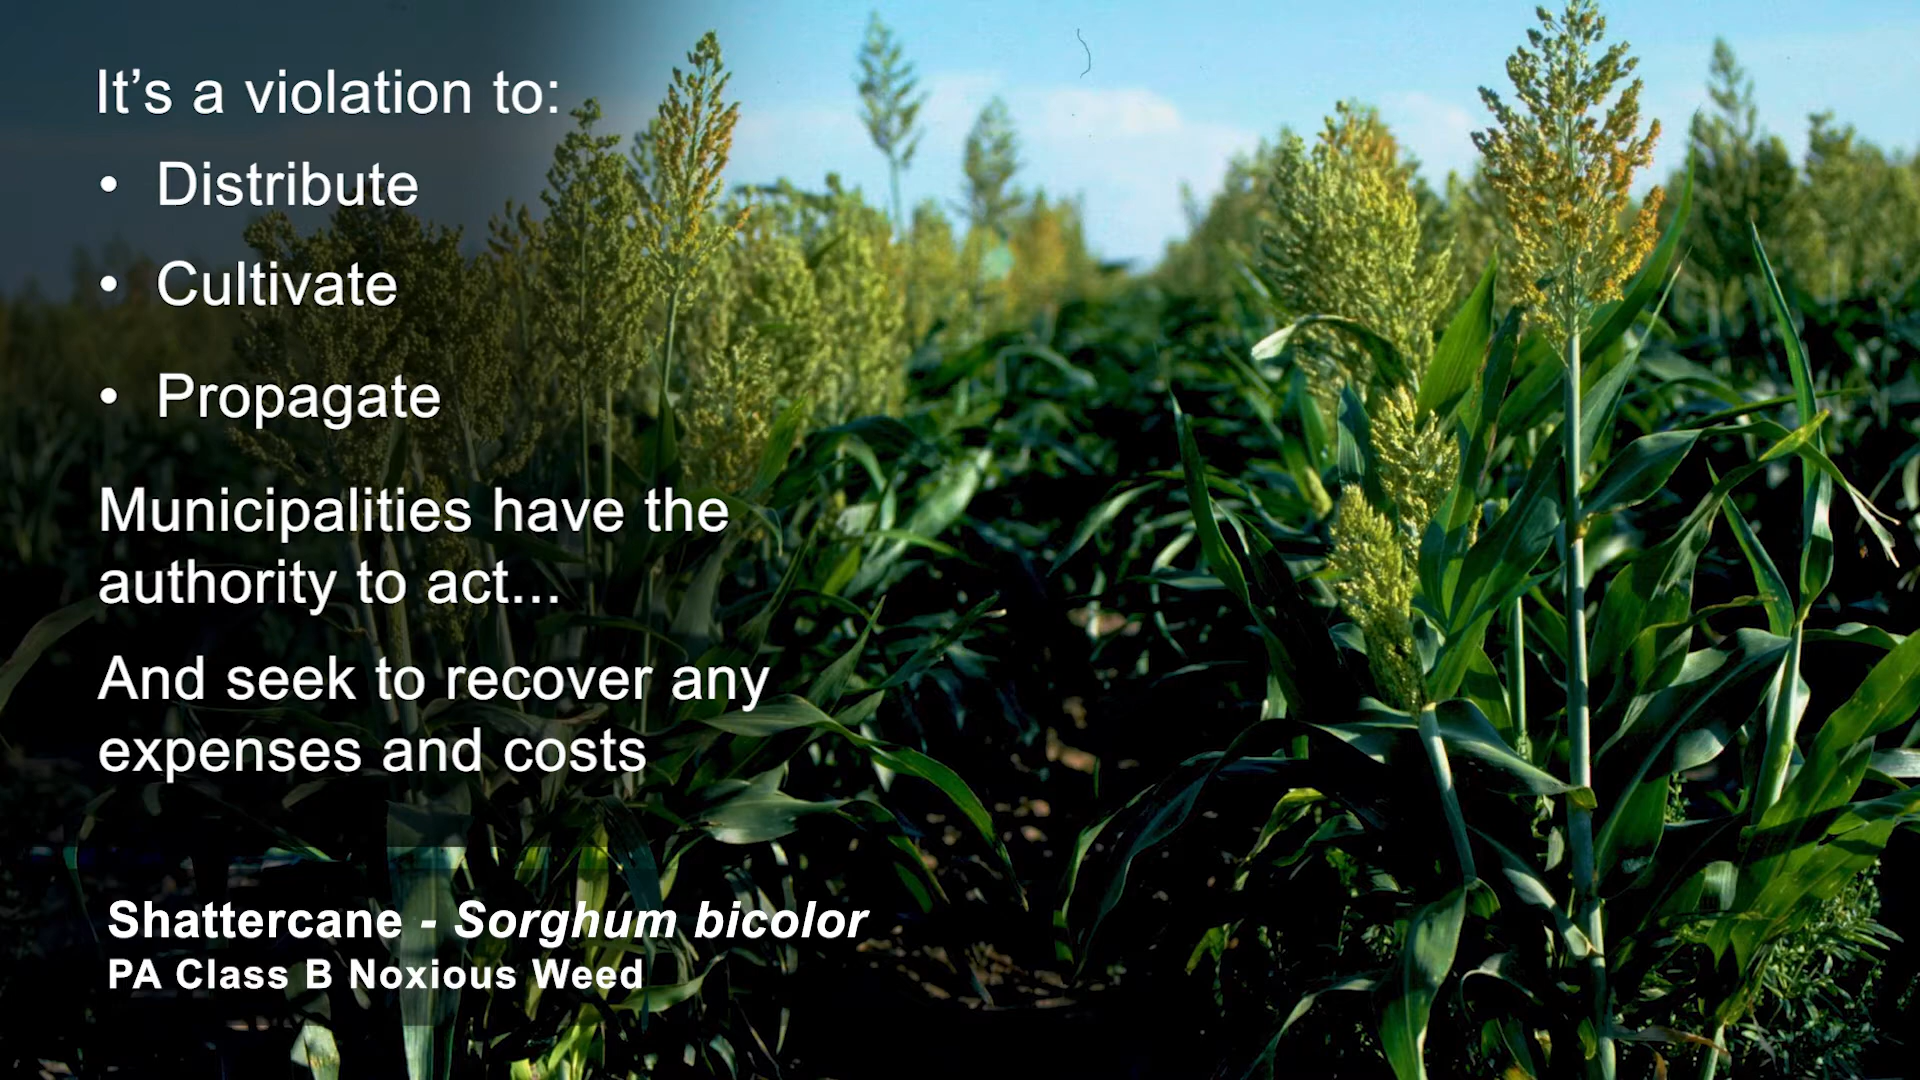 It’s a violation to:
• Distribute
• Cultivate
• Propagate
Municipalities have the
authority to act...
And seek to recover any
expenses and costs
Shattercane - Sorghum bicolor
PA Class B Noxious Weed